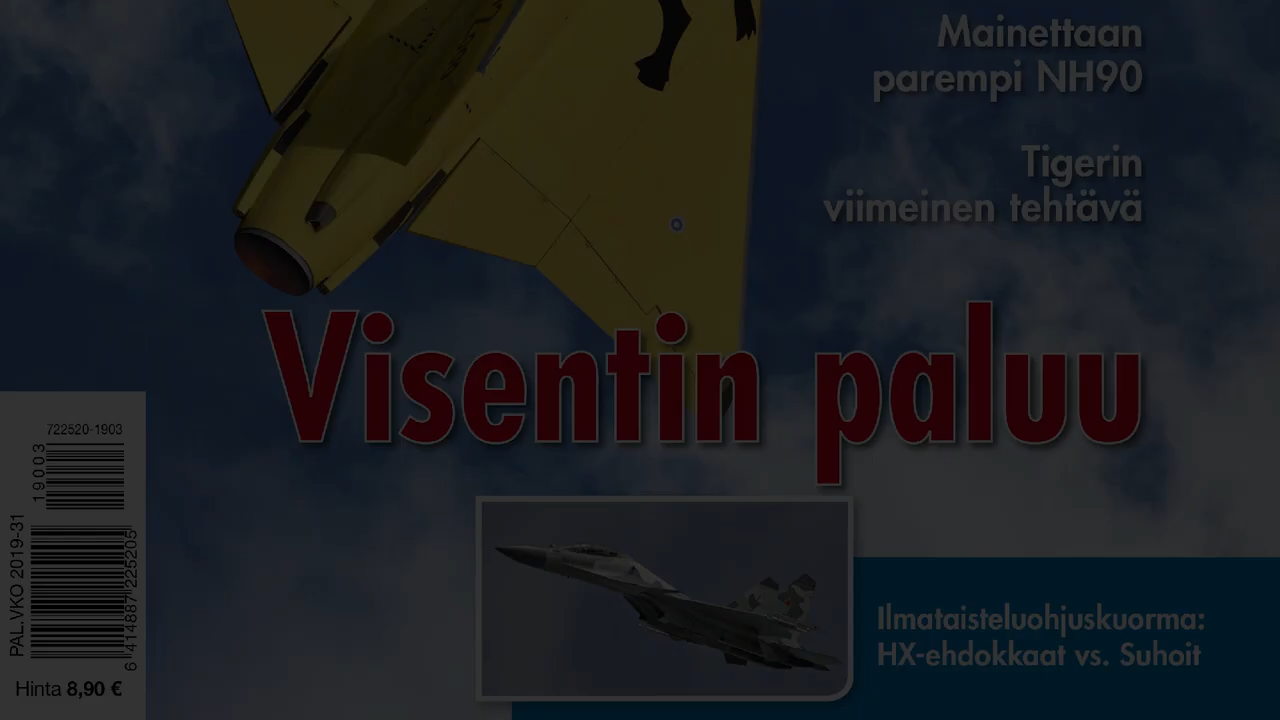 Mainettaan
parempi NH90
Tigerin
viimeinen tehtävä
Visentin paluu
722520-1903
19003
PAL.VKO 2019-31
6 414887 225205
Hinta 8,90 €
Ilmataisteluohjuskuorma:
HX-ehdokkaat vs. Suhoit